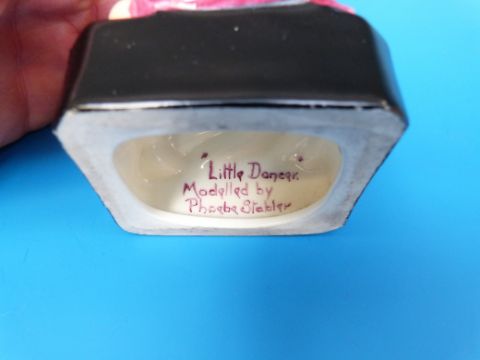 "Little Dancer"
Modelled by
Phoebe Stabler